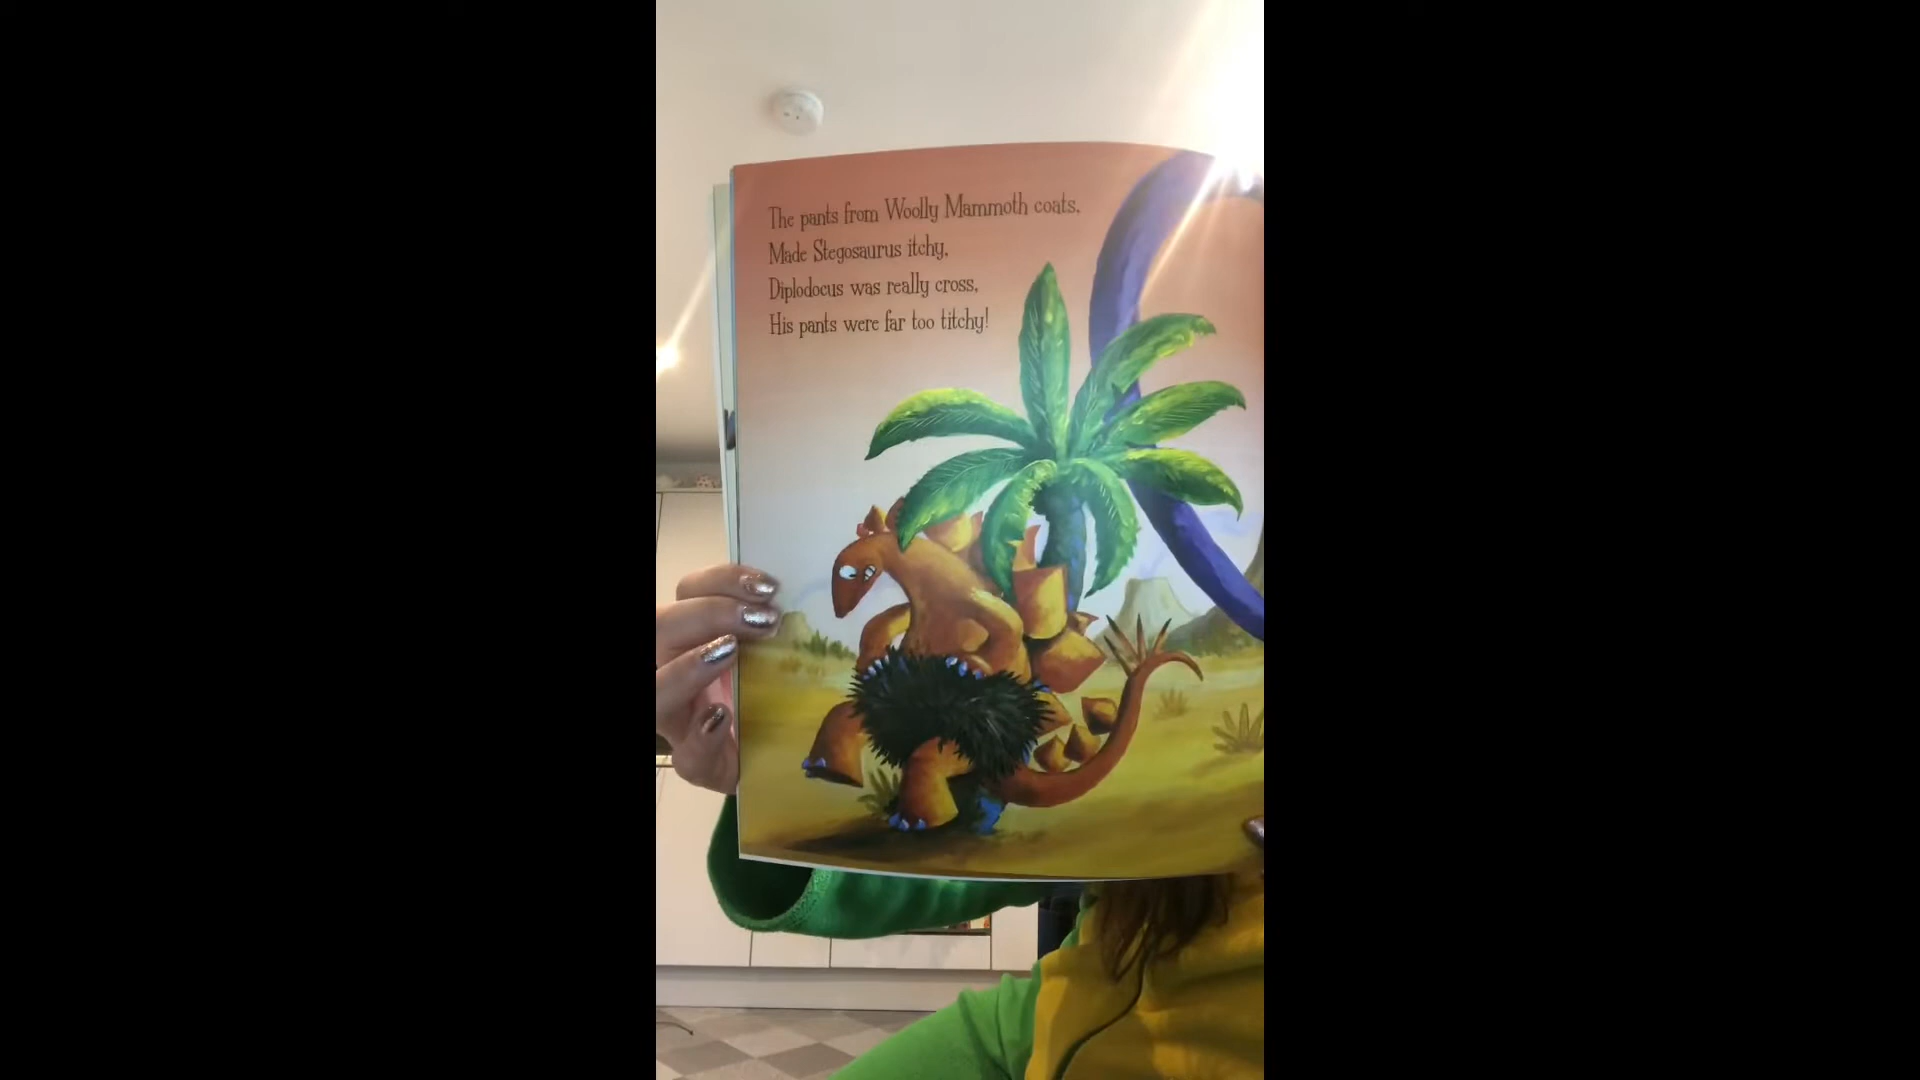 The pants from Woolly Mammoth coats,
Made Stegosaurus itchy,
Diplodocus was really cross,
His pants were far too titchy!